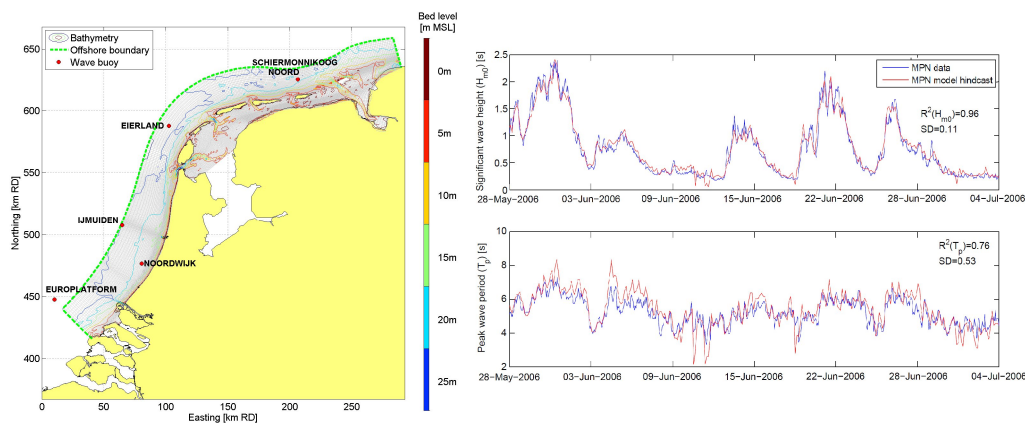 Bed level
[m MSL]
Bathymetry
Offshore boundary
Wave buoy
SCHIERMONNIKOOG
NOORD
EIERLAND
IJMUIDEN
NOORDWIJK
EUROPLATFORM
650
600
550
500
450
400
0
50
100
150
200
250
Northing [km RD]
Easting [km RD]
0m
5m
10m
15m
20m
25m
Significant wave height (Hm0) [s]
2.5
2
1.5
1
0.5
0
MPN data
MPN model hindcast
R2(Hm0)=0.96
SD=0.11
28−May−2006
03−Jun−2006
09−Jun−2006
15−Jun−2006
22−Jun−2006
28−Jun−2006
04−Jul−2006
Peak wave period (Tp) [s]
10
8
6
4
2
R2(Tp)=0.76
SD=0.53
28−May−2006
03−Jun−2006
09−Jun−2006
15−Jun−2006
22−Jun−2006
28−Jun−2006
04−Jul−2006